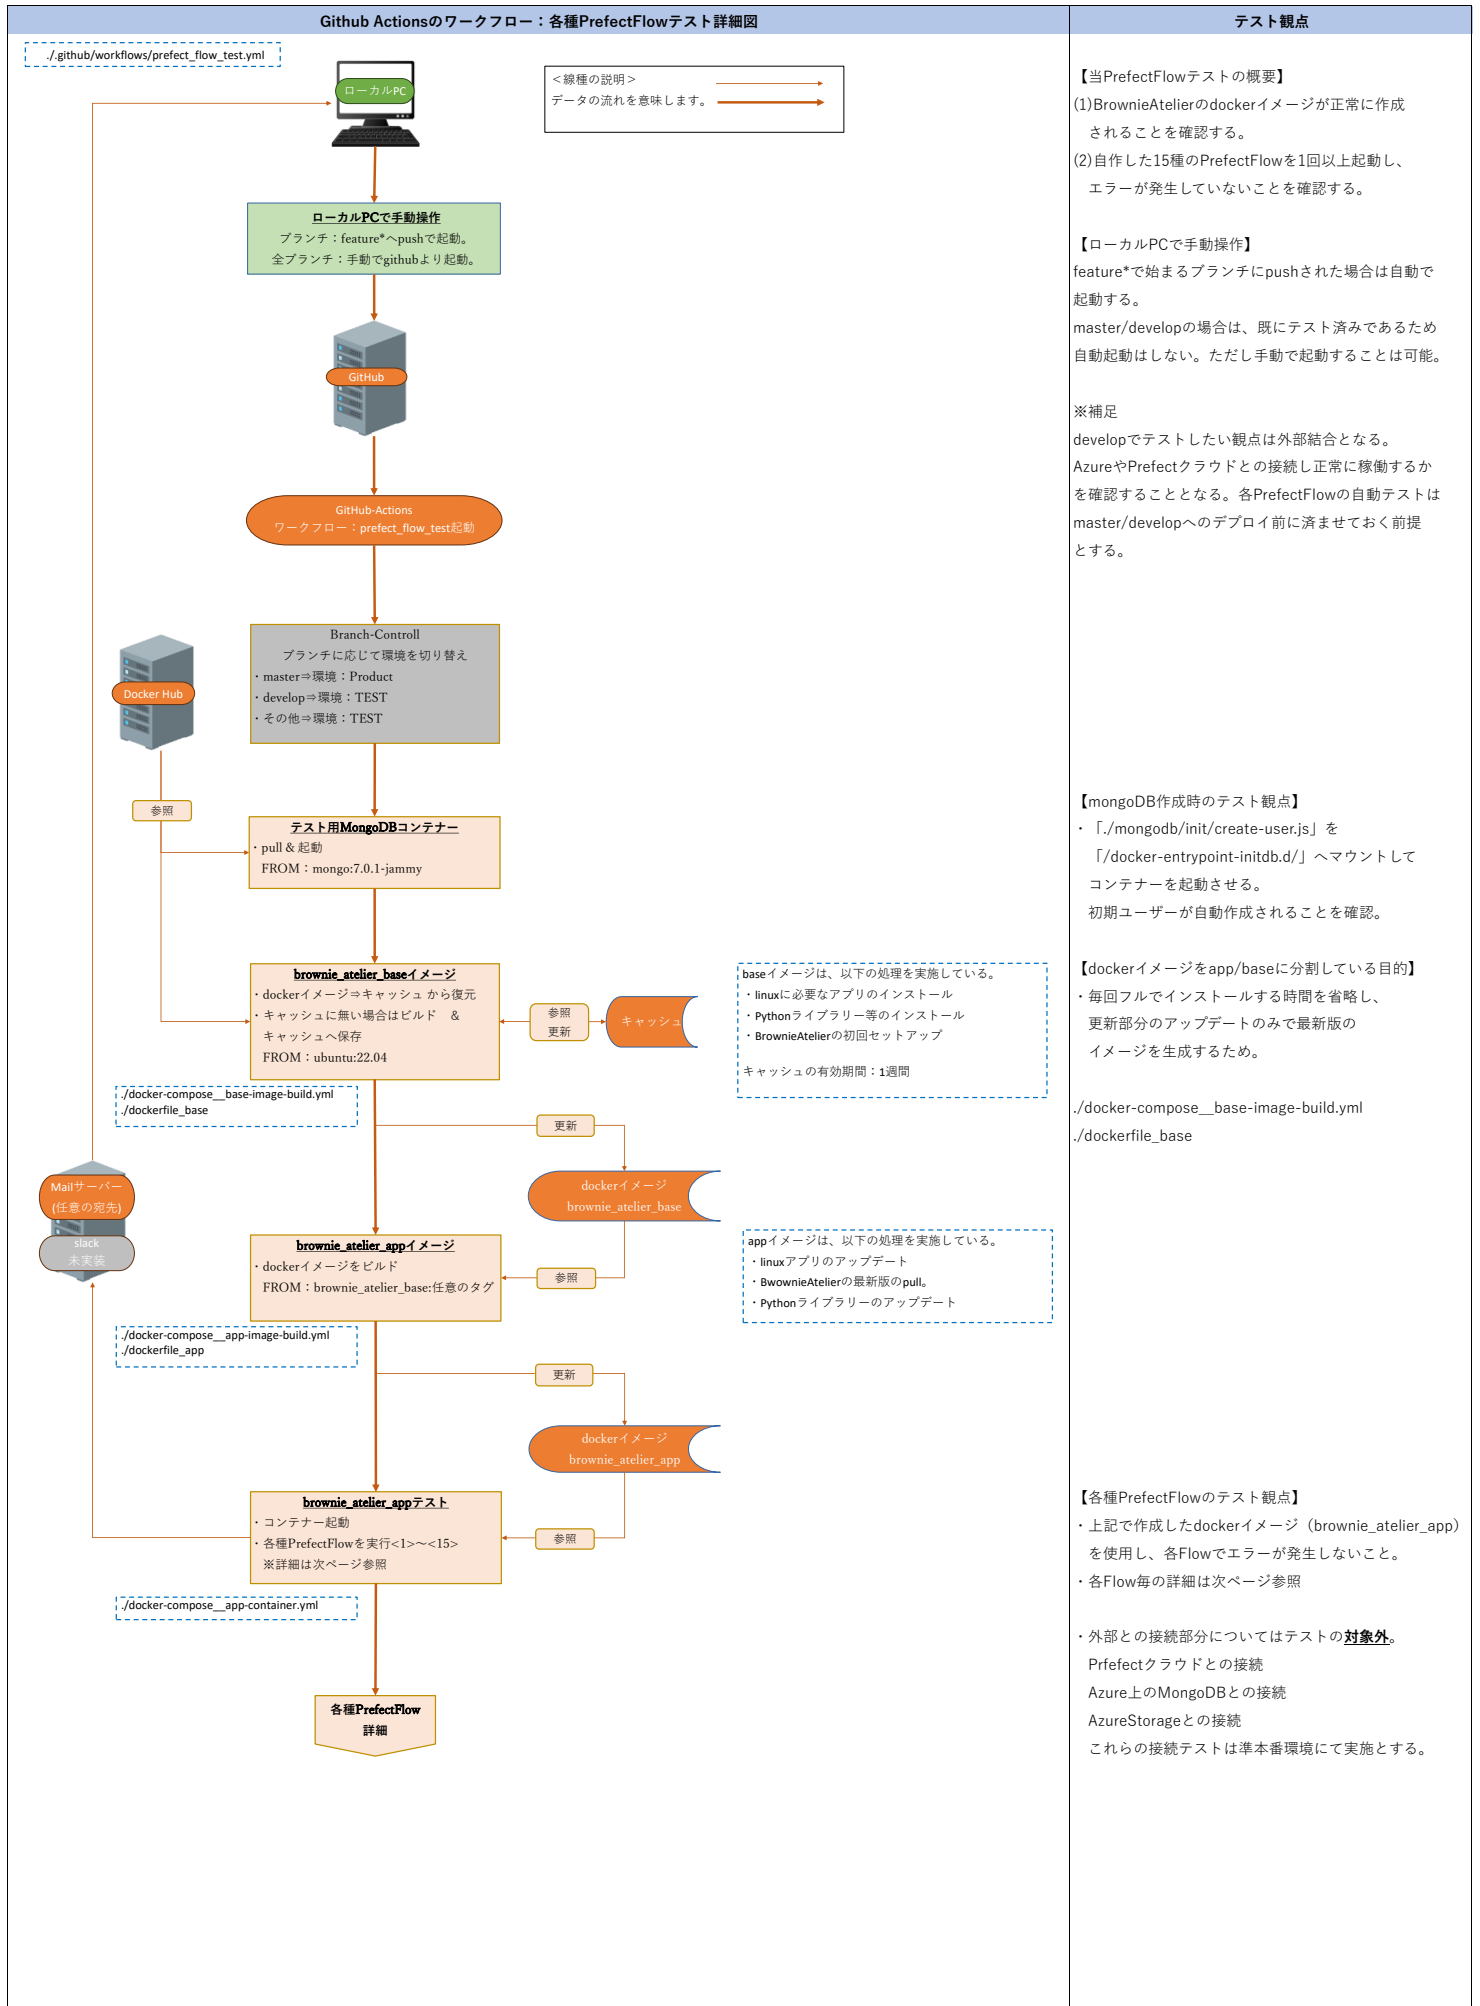 Github Actionsのワークフロー：各種PrefectFlowテスト詳細図
./.github/workflows/prefect_flow_test.yml
ローカルPC
＜線種の説明＞
データの流れを意味します。
ローカルPCで手動操作
ブランチ：feature*へpushで起動。
全ブランチ：手動でgithubより起動。
GitHub
GitHub-Actions
ワークフロー：prefect_flow_test起動
Branch-Controll
ブランチに応じて環境を切り替え
・master⇒環境：Product
・develop⇒環境：TEST
・その他⇒環境：TEST
Docker Hub
参照
テスト用MongoDBコンテナー
・pull & 起動
FROM：mongo:7.0.1-jammy
brownie_atelier_baseイメージ
・dockerイメージ⇒キャッシュ から復元
・キャッシュに無い場合はビルド　＆
キャッシュへ保存
FROM：ubuntu:22.04
参照
更新
キャッシュ
baseイメージは、以下の処理を実施している。
・linuxに必要なアプリのインストール
・Pythonライブラリー等のインストール
・BrownieAtelierの初回セットアップ
キャッシュの有効期間：1週間
./docker-compose__base-image-build.yml
./dockerfile_base
更新
dockerイメージ
brownie_atelier_base
Mailサーバー
(任意の宛先)
slack
未実装
brownie_atelier_appイメージ
・dockerイメージをビルド
FROM：brownie_atelier_base:任意のタグ
参照
appイメージは、以下の処理を実施している。
・linuxアプリのアップデート
・BwownieAtelierの最新版のpull。
・Pythonライブラリーのアップデート
./docker-compose__app-image-build.yml
./dockerfile_app
更新
dockerイメージ
brownie_atelier_app
brownie_atelier_appテスト
・コンテナー起動
・各種PrefectFlowを実行<1>～<15>
※詳細は次ページ参照
参照
./docker-compose__app-container.yml
各種PrefectFlow
詳細
テスト観点
【当PrefectFlowテストの概要】
(1)BrownieAtelierのdockerイメージが正常に作成
されることを確認する。
(2)自作した15種のPrefectFlowを1回以上起動し、
エラーが発生していないことを確認する。
【ローカルPCで手動操作】
feature*で始まるブランチにpushされた場合は自動で
起動する。
master/developの場合は、既にテスト済みであるため
自動起動はしない。ただし手動で起動することは可能。
※補足
developでテストしたい観点は外部結合となる。
AzureやPrefectクラウドとの接続し正常に稼働するか
を確認することとなる。各PrefectFlowの自動テストは
master/developへのデプロイ前に済ませておく前提
とする。
【mongoDB作成時のテスト観点】
・「./mongodb/init/create-user.js」を
「/docker-entrypoint-initdb.d/」へマウントして
コンテナーを起動させる。
初期ユーザーが自動作成されることを確認。
【dockerイメージをapp/baseに分割している目的】
・毎回フルでインストールする時間を省略し、
更新部分のアップデートのみで最新版の
イメージを生成するため。
./docker-compose__base-image-build.yml
./dockerfile_base
【各種PrefectFlowのテスト観点】
・上記で作成したdockerイメージ（brownie_atelier_app）
を使用し、各Flowでエラーが発生しないこと。
・各Flow毎の詳細は次ページ参照
・外部との接続部分についてはテストの対象外。
Prfefectクラウドとの接続
Azure上のMongoDBとの接続
AzureStorageとの接続
これらの接続テストは準本番環境にて実施とする。